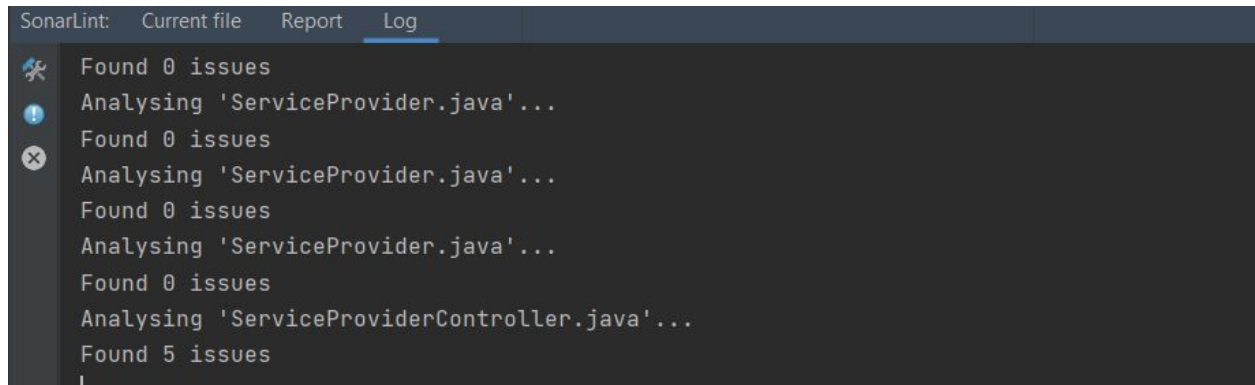 SonarLint: Current file Report Log
Found 0 issues
Analysing 'ServiceProvider.java'...
Found 0 issues
Analysing 'ServiceProvider.java'...
Found 0 issues
Analysing 'ServiceProvider.java'...
Found 0 issues
Analysing 'ServiceProviderController.java'...
Found 5 issues